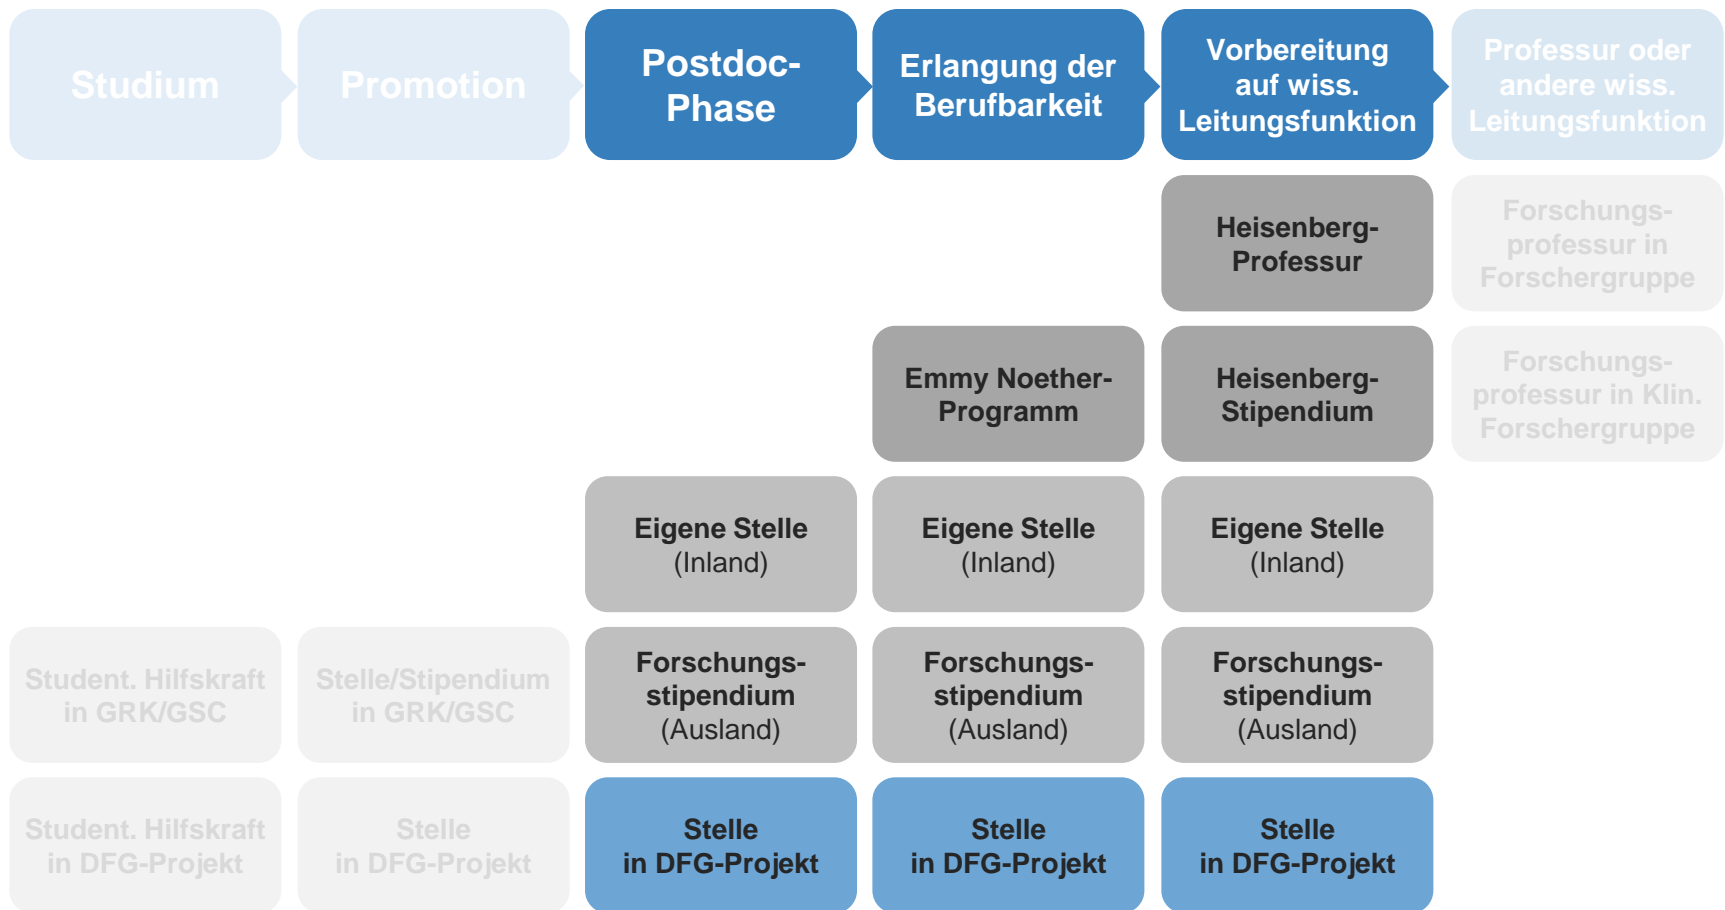 Studium
Promotion
Postdoc-
Phase
Erlangung der
Berufbarkeit
Vorbereitung
auf wiss.
Leitungsfunktion
Professur oder
andere wiss.
Leitungsfunktion
Heisenberg-
Professur
Forschungs-
professur in
Forschergruppe
Emmy Noether-
Programm
Heisenberg-
Stipendium
Forschungs-
professur in Klin.
Forschergruppe
Eigene Stelle
(Inland)
Eigene Stelle
(Inland)
Eigene Stelle
(Inland)
Student. Hilfskraft
in GRK/GSC
Stelle/Stipendium
in GRK/GSC
Forschungs-
stipendium
(Ausland)
Forschungs-
stipendium
(Ausland)
Forschungs-
stipendium
(Ausland)
Student. Hilfskraft
in DFG-Projekt
Stelle
in DFG-Projekt
Stelle
in DFG-Projekt
Stelle
in DFG-Projekt
Stelle
in DFG-Projekt